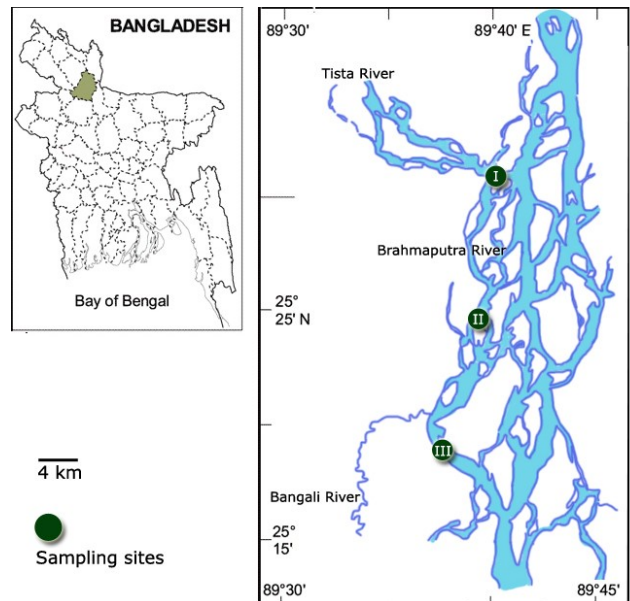 BANGLADESH
Bay of Bengal
4 km
Sampling sites
89°30'
89°40' E
Tista River
I
Brahmaputra River
25°
25' N
II
III
Bangali River
25°
15'
89°30'
89°45'